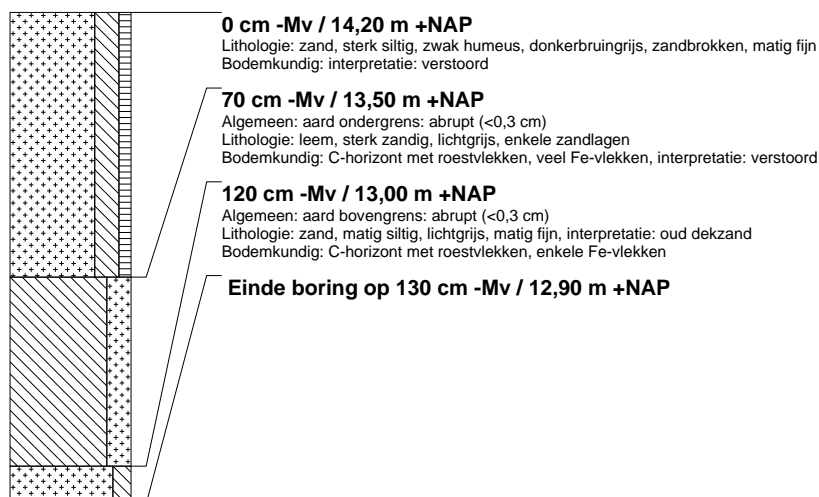 0 cm -Mv / 14,20 m +NAP
Lithologie: zand, sterk siltig, zwak humeus, donkerbruingrijs, zandbrokken, matig fijn
Bodemkundig: interpretatie: verstoord
70 cm -Mv / 13,50 m +NAP
Algemeen: aard ondergrens: abrupt (<0,3 cm)
Lithologie: leem, sterk zandig, lichtgrijs, enkele zandlagen
Bodemkundig: C-horizont met roestvlekken, veel Fe-vlekken, interpretatie: verstoord
120 cm -Mv / 13,00 m +NAP
Algemeen: aard bovengrens: abrupt (<0,3 cm)
Lithologie: zand, matig siltig, lichtgrijs, matig fijn, interpretatie: oud dekzand
Bodemkundig: C-horizont met roestvlekken, enkele Fe-vlekken
Einde boring op 130 cm -Mv / 12,90 m +NAP